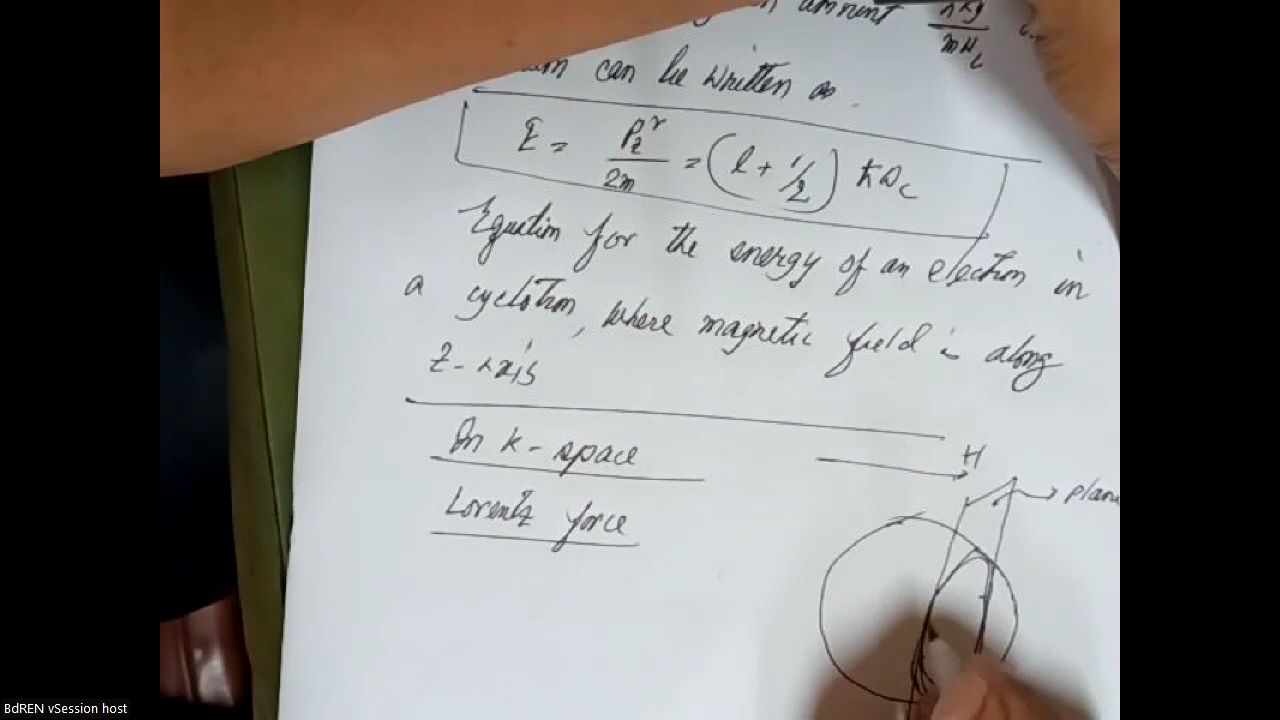 amount
can be written as.
E = P_z^2/2m = (l + 1/2) ħω_c
Equation for the energy of an electron in
a cyclotron, where magnetic field is along
Z-axis
In k-space
H
plane
Lorentz force
BdREN vSession host